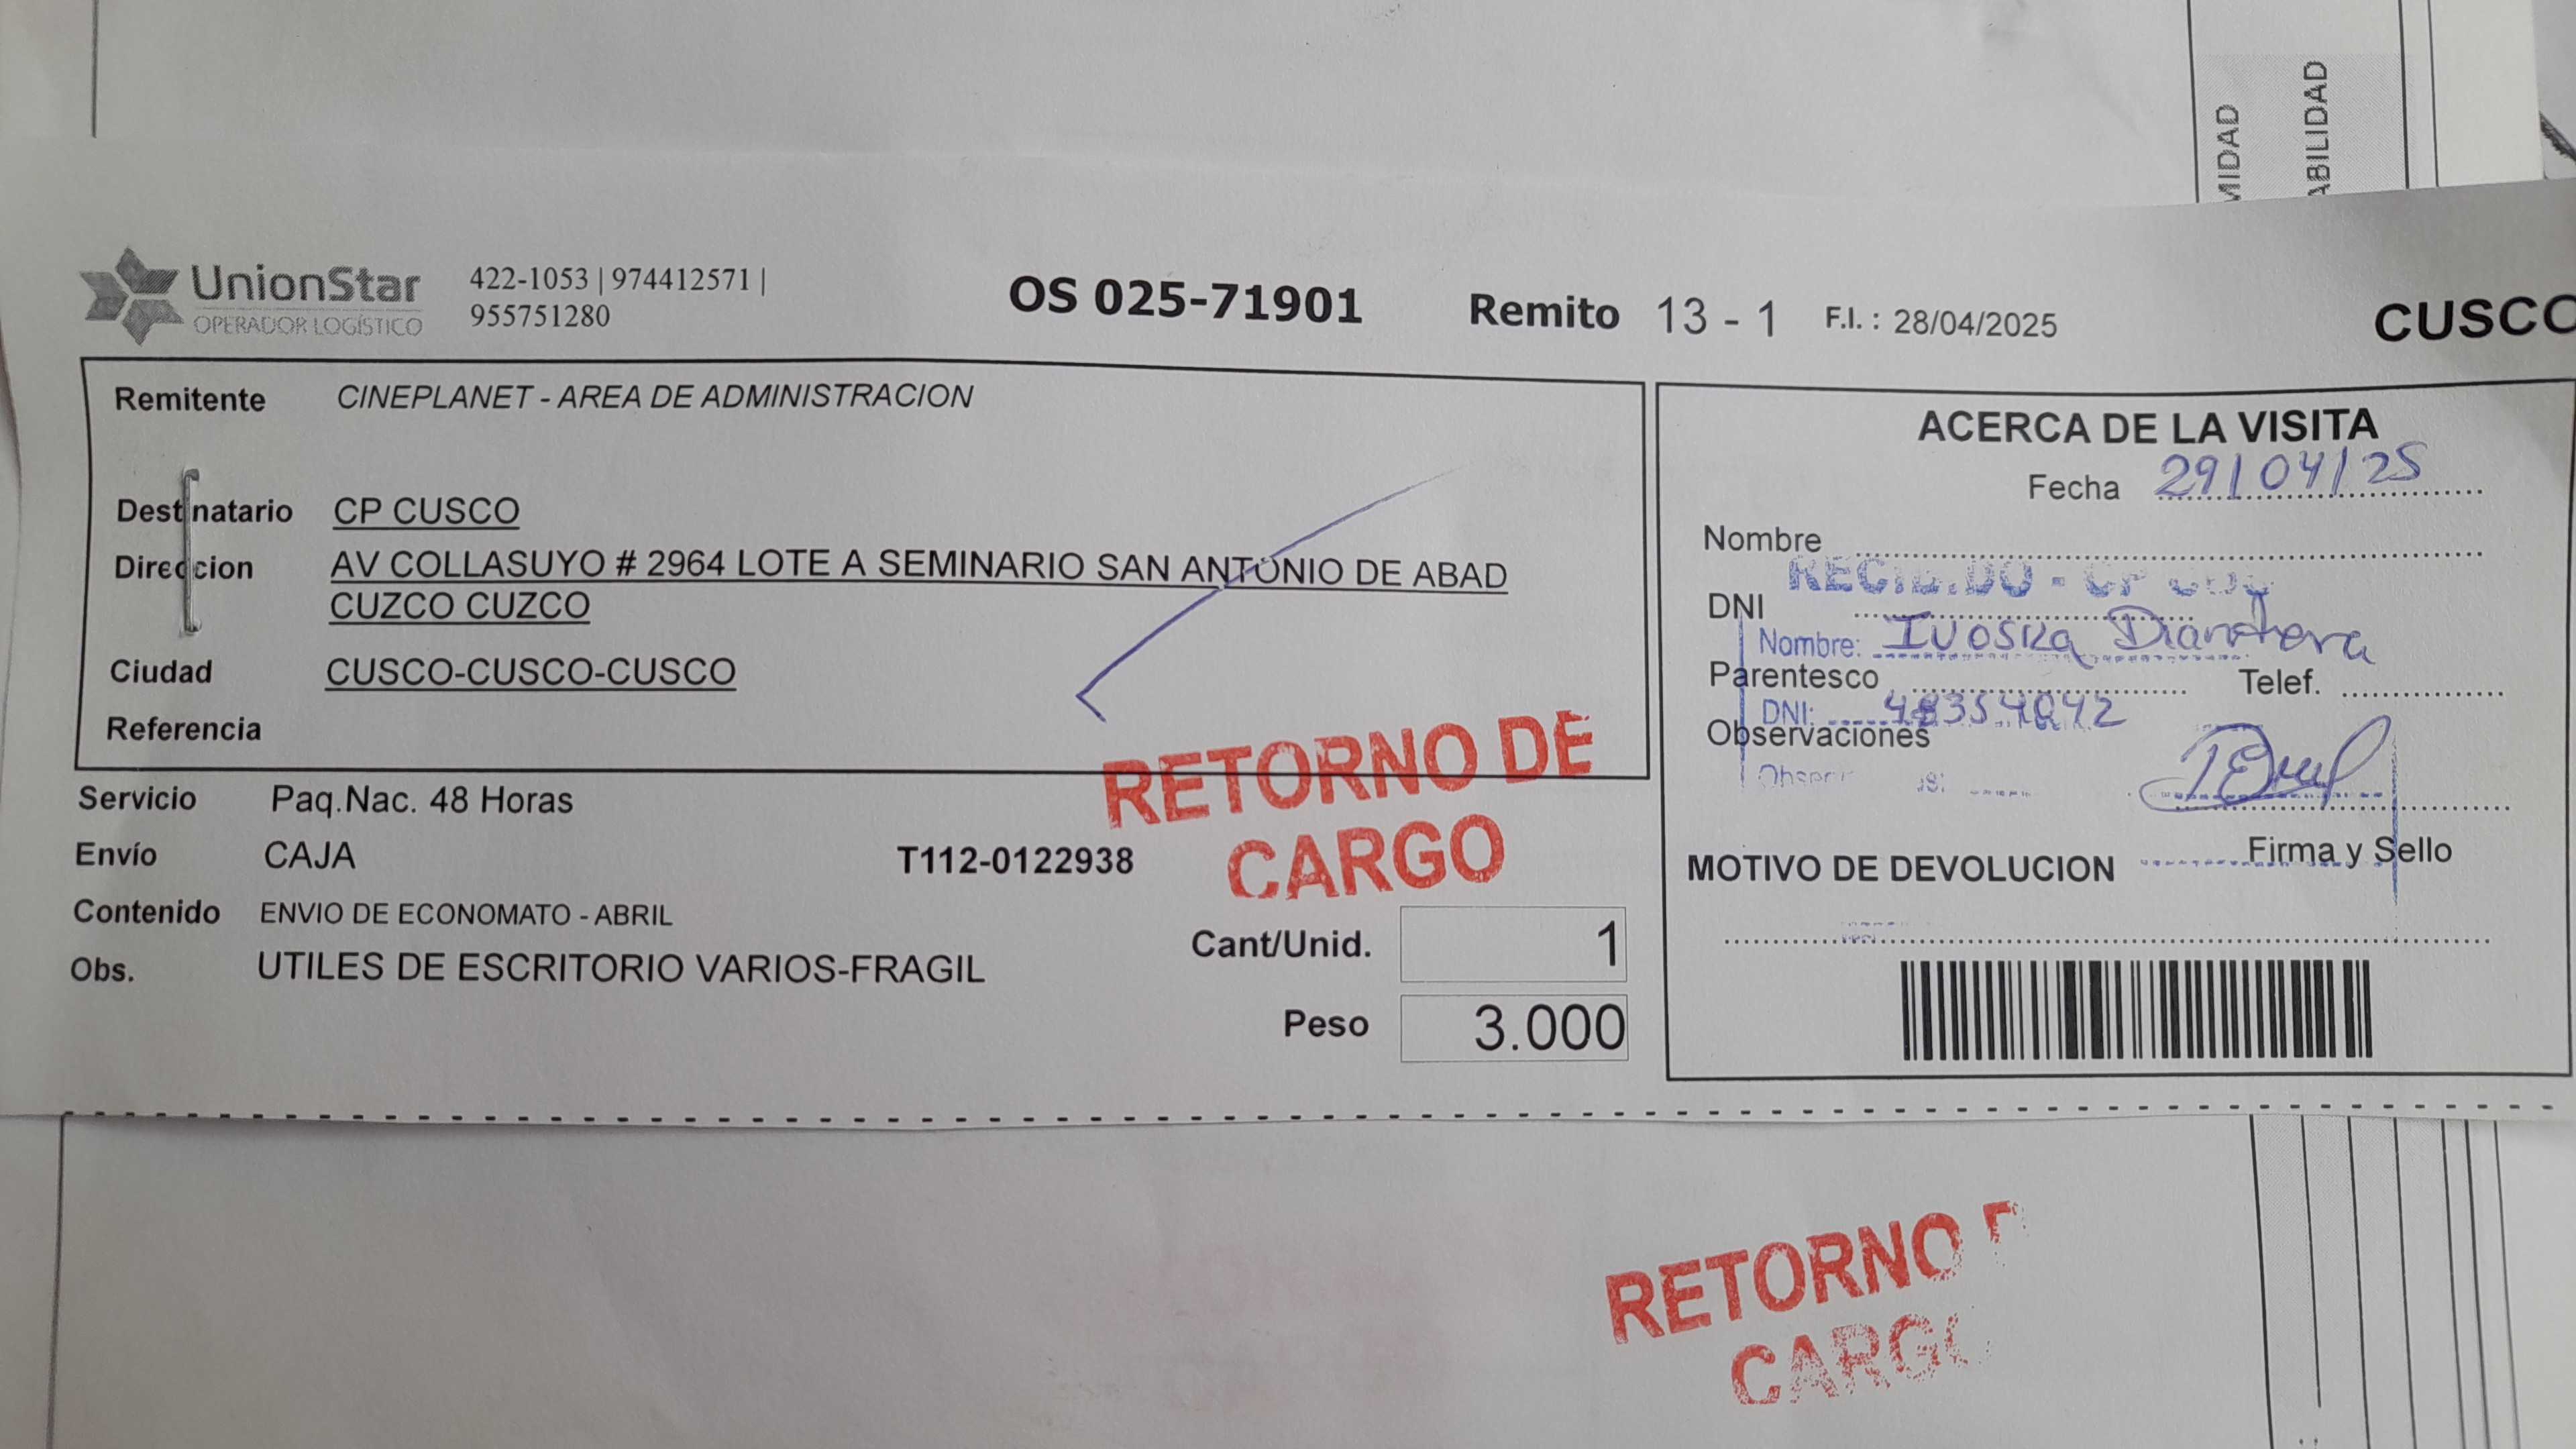 MIDAD
ABILIDAD
UnionStar
OPERADOR LOGÍSTICO
422-1053 | 974412571 |
955751280
OS 025-71901
Remito 13 - 1 F.I. : 28/04/2025
CUSCO
Remitente CINEPLANET - AREA DE ADMINISTRACION
Destinatario CP CUSCO
Direccion AV COLLASUYO # 2964 LOTE A SEMINARIO SAN ANTONIO DE ABAD
CUZCO CUZCO
Ciudad CUSCO-CUSCO-CUSCO
Referencia
Servicio Paq.Nac. 48 Horas
Envío CAJA
T112-0122938
Contenido ENVIO DE ECONOMATO - ABRIL
Obs. UTILES DE ESCRITORIO VARIOS-FRAGIL
RETORNO DE
CARGO
Cant/Unid. 1
Peso 3.000
ACERCA DE LA VISITA
Fecha 29/04/25
Nombre
RECIBIDO - CP
DNI
Nombre: Ivoska
Parentesco Telef.
DNI: 48354042
Observaciones
Firma y Sello
MOTIVO DE DEVOLUCION
RETORNO D
CARGO